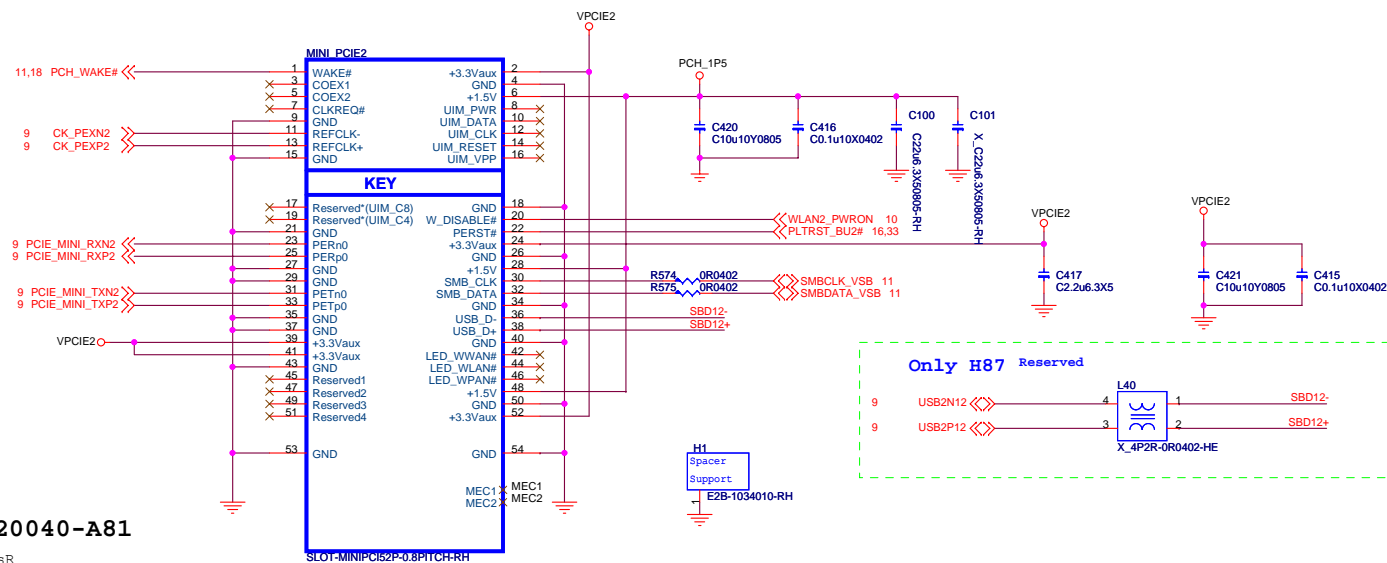 VPCIE2
MINI_PCIE2
11,18 PCH_WAKE#
1 WAKE# +3.3Vaux 2
3 COEX1 GND 4
5 COEX2 +1.5V 6
7 CLKREQ# UIM_PWR 8
9 GND UIM_DATA 10
9 CK_PEXN2 11 REFCLK- UIM_CLK 12
9 CK_PEXP2 13 REFCLK+ UIM_RESET 14
15 GND UIM_VPP 16
KEY
17 Reserved*(UIM_C8) GND 18
19 Reserved*(UIM_C4) W_DISABLE# 20 WLAN2_PWRON 10
21 GND PERST# 22 PLTRST_BU2# 16,33
9 PCIE_MINI_RXN2 23 PERn0 +3.3Vaux 24
9 PCIE_MINI_RXP2 25 PERp0 GND 26
27 GND +1.5V 28
29 GND SMB_CLK 30 R574 0R0402 SMBCLK_VSB 11
9 PCIE_MINI_TXN2 31 PETn0 SMB_DATA 32 R575 0R0402 SMBDATA_VSB 11
9 PCIE_MINI_TXP2 33 PETp0 GND 34
35 GND USB_D- 36 SBD12-
37 GND USB_D+ 38 SBD12+
VPCIE2 39 +3.3Vaux GND 40
41 +3.3Vaux LED_WWAN# 42
43 GND LED_WLAN# 44
45 Reserved1 LED_WPAN# 46
47 Reserved2 +1.5V 48
49 Reserved3 GND 50
51 Reserved4 +3.3Vaux 52
53 GND GND 54
MEC1 MEC1
MEC2 MEC2
SLOT-MINIPCI52P-0.8PITCH-RH
PCH_1P5
C420
C10u10Y0805
C416
C0.1u10X0402
C100
C22u6.3X50805-RH
C101
X_C22u6.3X50805-RH
VPCIE2
C417
C2.2u6.3X5
VPCIE2
C421
C10u10Y0805
C415
C0.1u10X0402
Only H87 Reserved
L40
9 USB2N12 4 1 SBD12-
9 USB2P12 3 2 SBD12+
X_4P2R-0R0402-HE
H1
Spacer
Support
1
E2B-1034010-RH
20040-A81
sR